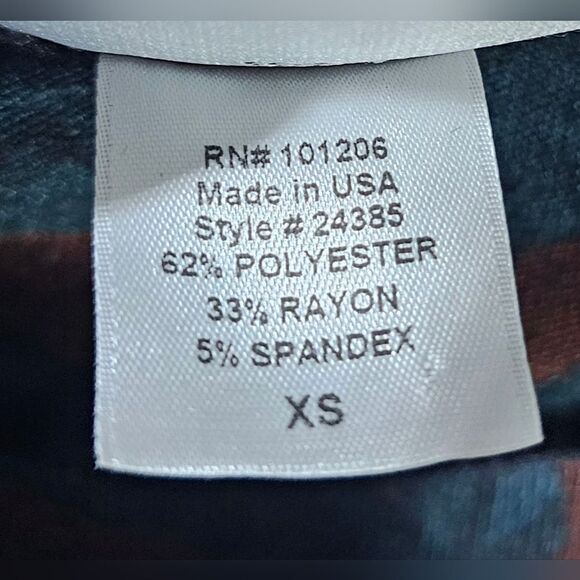 RN# 101206
Made in USA
Style # 24385
62% POLYESTER
33% RAYON
5% SPANDEX
XS